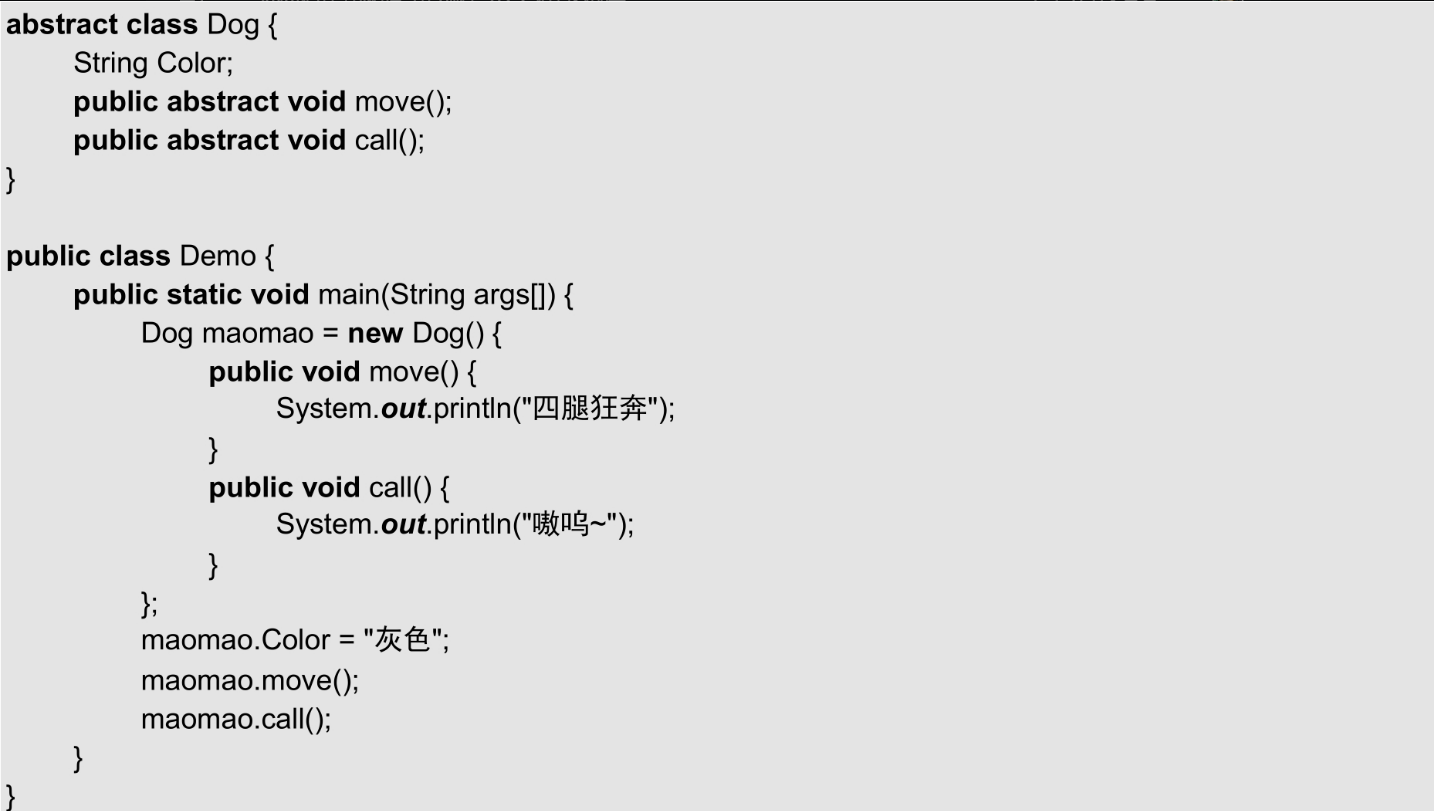 abstract class Dog {
String Color;
public abstract void move();
public abstract void call();
}
public class Demo {
public static void main(String args[]) {
Dog maomao = new Dog() {
public void move() {
System.out.println("四腿狂奔");
}
public void call() {
System.out.println("嗷呜~");
}
};
maomao.Color = "灰色";
maomao.move();
maomao.call();
}
}